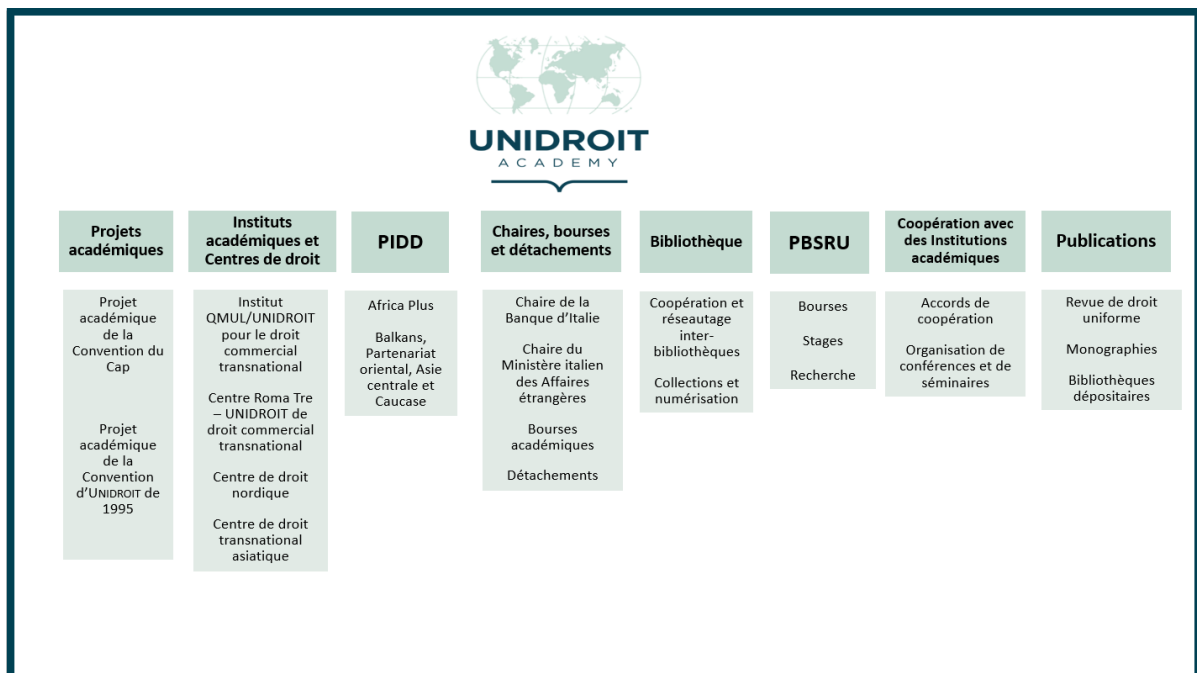 UNIDROIT
ACADEMY
Projets
académiques
Projet
académique
de la
Convention du
Cap
Projet
académique
de la
Convention
d’UNIDROIT de
1995
Instituts
académiques et
Centres de droit
Institut
QMUL/UNIDROIT
pour le droit
commercial
transnational
Centre Roma Tre
– UNIDROIT de
droit commercial
transnational
Centre de droit
nordique
Centre de droit
transnational
asiatique
PIDD
Africa Plus
Balkans,
Partenariat
oriental, Asie
centrale et
Caucase
Chaires, bourses
et détachements
Chaire de la
Banque d’Italie
Chaire du
Ministère italien
des Affaires
étrangères
Bourses
académiques
Détachements
Bibliothèque
Coopération et
réseautage
inter-
bibliothèques
Collections et
numérisation
PBSRU
Bourses
Stages
Recherche
Coopération avec
des Institutions
académiques
Accords de
coopération
Organisation de
conférences et de
séminaires
Publications
Revue de droit
uniforme
Monographies
Bibliothèques
dépositaires